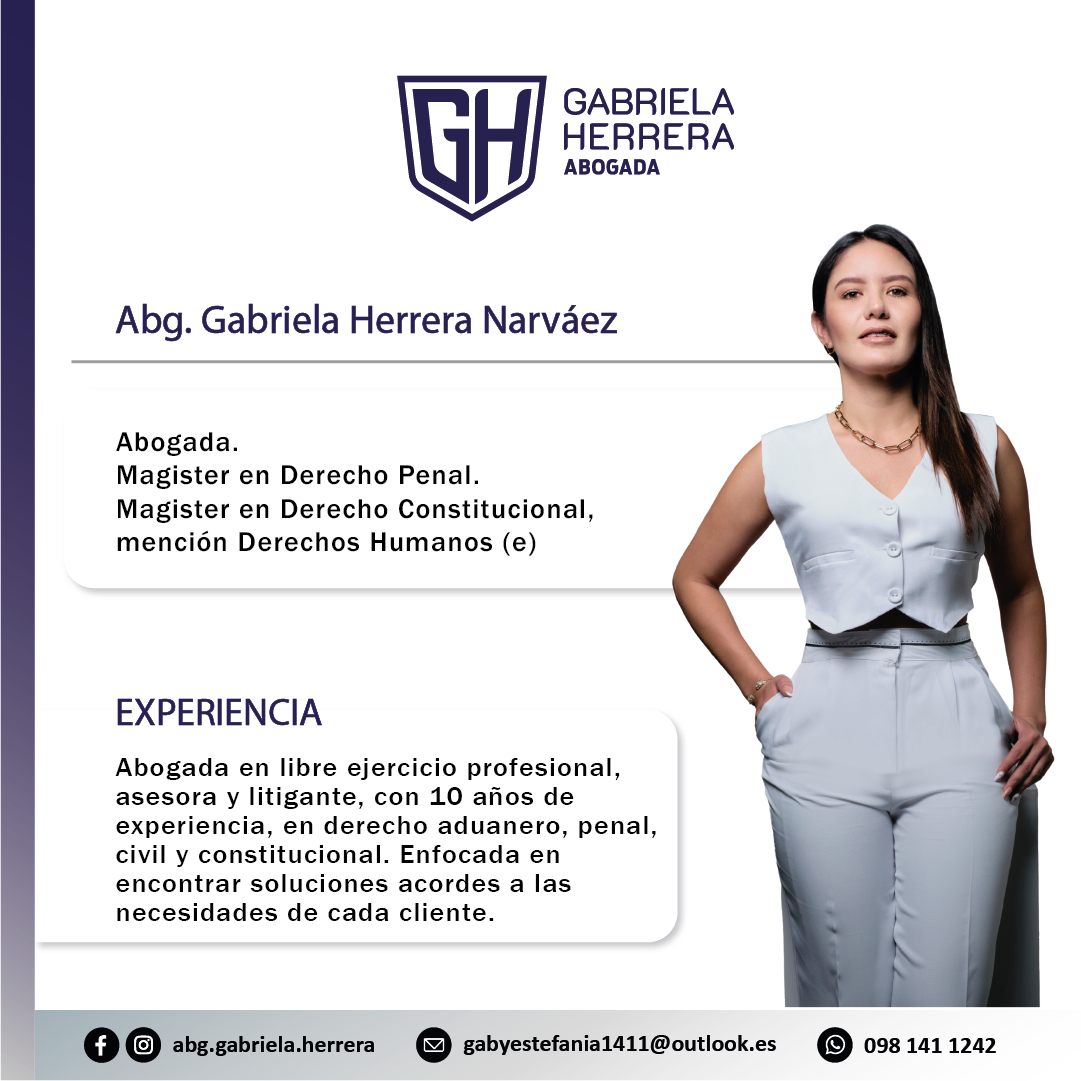 GH
GABRIELA
HERRERA
ABOGADA
Abg. Gabriela Herrera Narváez
Abogada.
Magister en Derecho Penal.
Magister en Derecho Constitucional,
mención Derechos Humanos (e)
EXPERIENCIA
Abogada en libre ejercicio profesional,
asesora y litigante, con 10 años de
experiencia, en derecho aduanero, penal,
civil y constitucional. Enfocada en
encontrar soluciones acordes a las
necesidades de cada cliente.
abg.gabriela.herrera
gabyestefania1411@outlook.es
098 141 1242